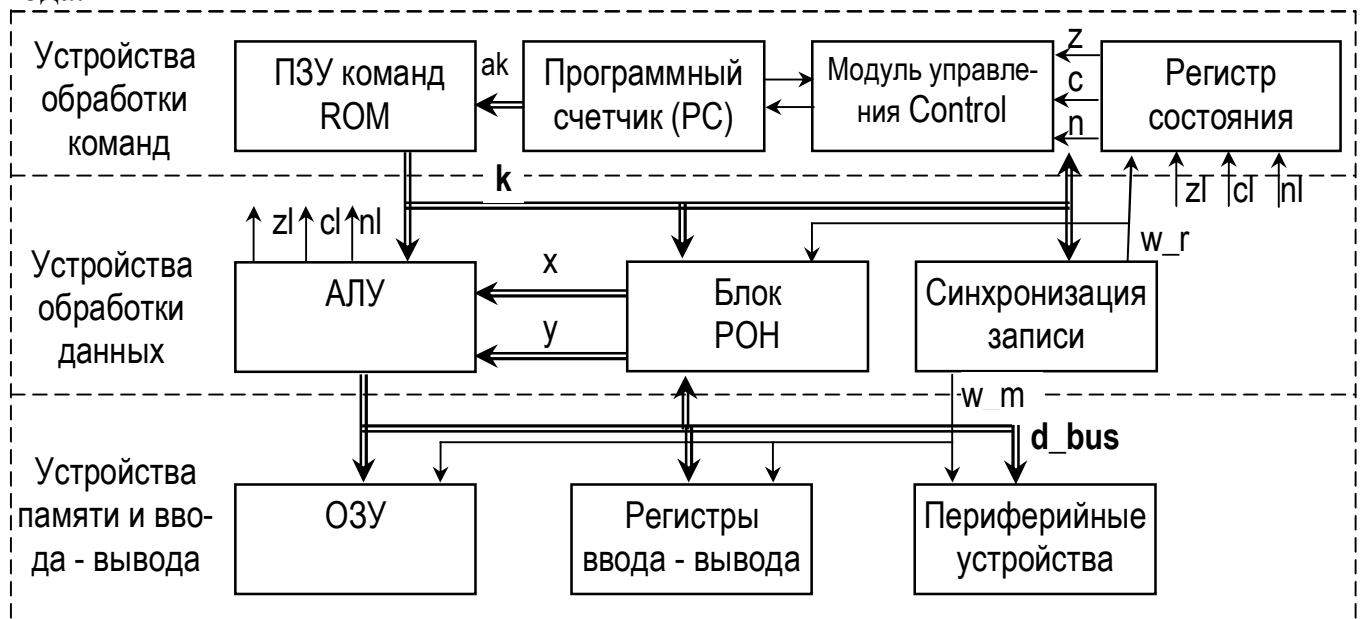 Устройства
обработки
команд
ПЗУ команд
ROM
ak
Программный
счетчик (PC)
Модуль управле-
ния Control
z
c
n
Регистр
состояния
k
zl
cl
nl
zl
cl
nl
w_r
Устройства
обработки
данных
АЛУ
x
y
Блок
РОН
Синхронизация
записи
w_m
d_bus
Устройства
памяти и вво-
да - вывода
ОЗУ
Регистры
ввода - вывода
Периферийные
устройства